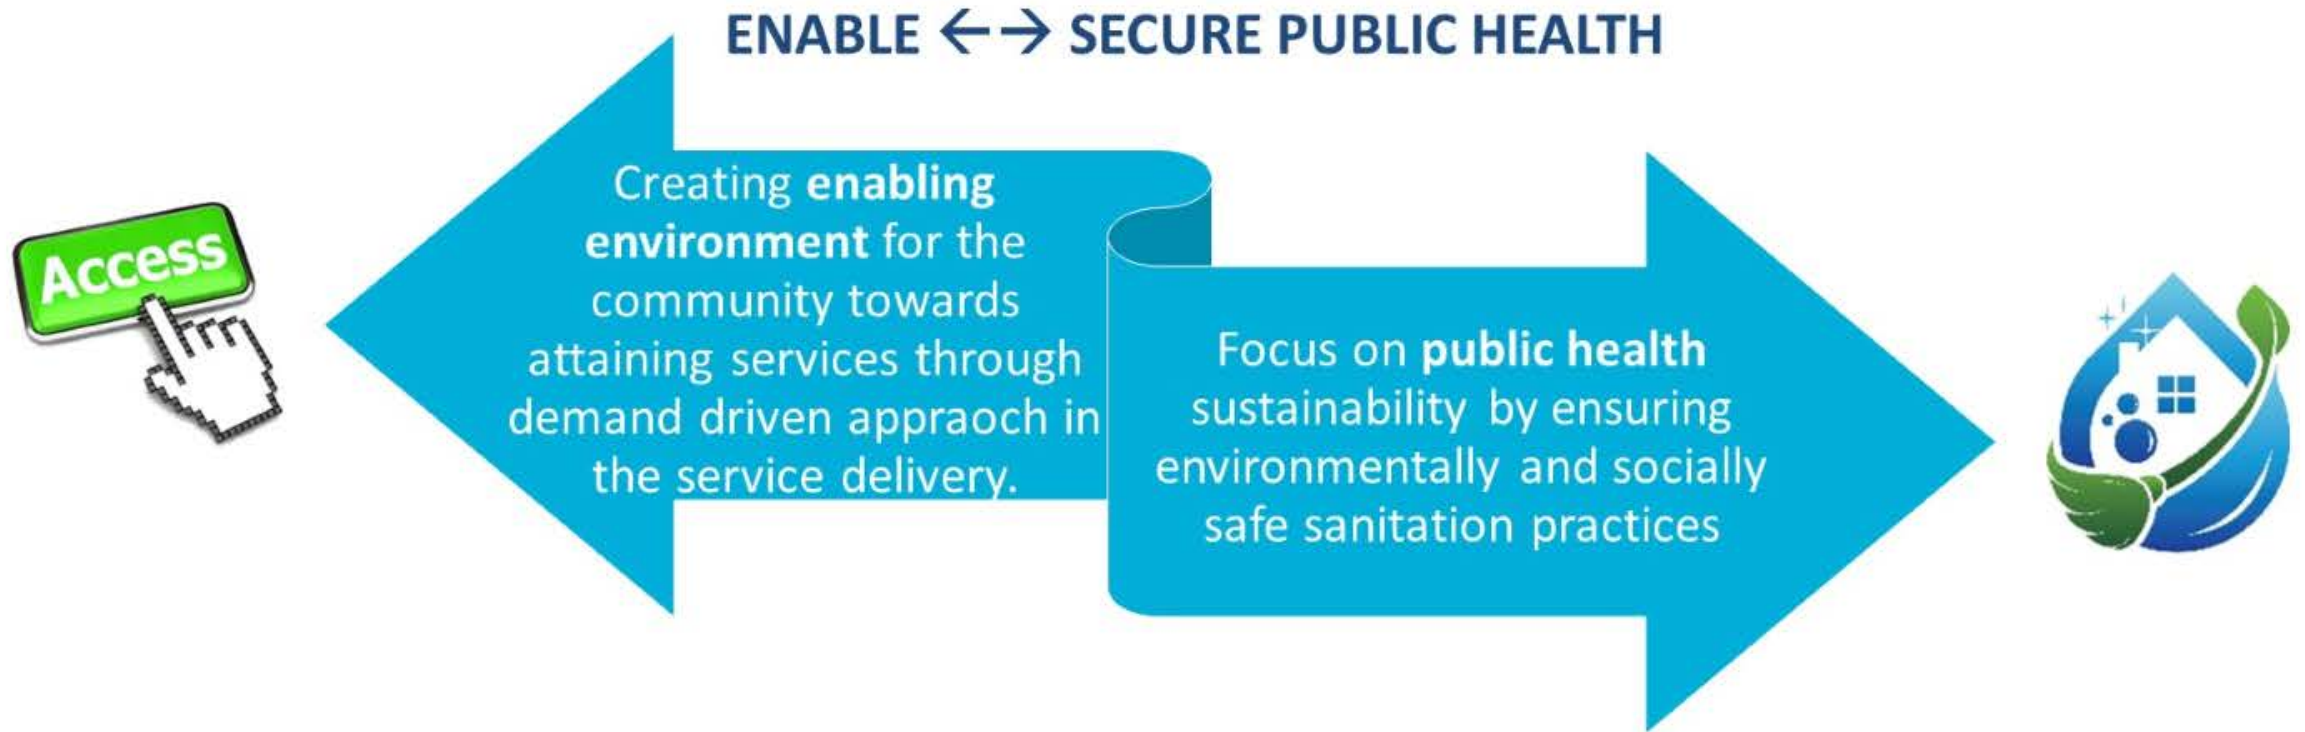 ENABLE ←→ SECURE PUBLIC HEALTH
Access
Creating enabling
environment for the
community towards
attaining services through
demand driven appraoch in
the service delivery.
Focus on public health
sustainability by ensuring
environmentally and socially
safe sanitation practices